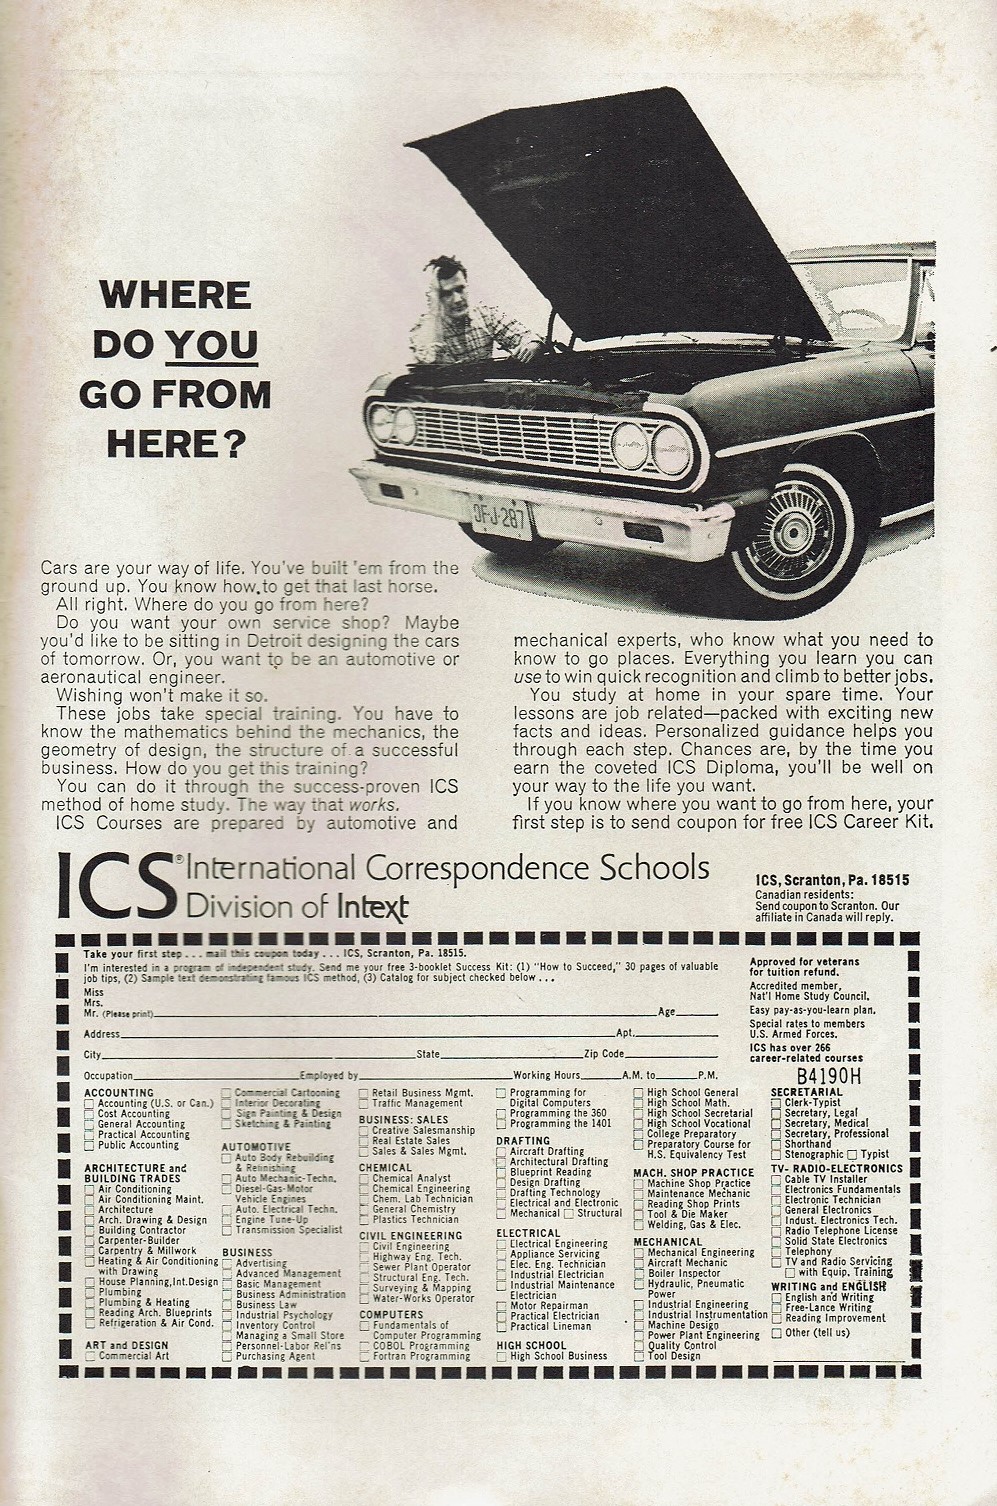 WHERE
DO YOU
GO FROM
HERE?
OFJ-287
Cars are your way of life. You've built 'em from the
ground up. You know how to get that last horse.
All right. Where do you go from here?
Do you want your own service shop? Maybe
you'd like to be sitting in Detroit designing the cars
of tomorrow. Or, you want to be an automotive or
aeronautical engineer.
Wishing won't make it so.
These jobs take special training. You have to
know the mathematics behind the mechanics, the
geometry of design, the structure of a successful
business. How do you get this training?
You can do it through the success-proven ICS
method of home study. The way that works.
ICS Courses are prepared by automotive and
mechanical experts, who know what you need to
know to go places. Everything you learn you can
use to win quick recognition and climb to better jobs.
You study at home in your spare time. Your
lessons are job related—packed with exciting new
facts and ideas. Personalized guidance helps you
through each step. Chances are, by the time you
earn the coveted ICS Diploma, you'll be well on
your way to the life you want.
If you know where you want to go from here, your
first step is to send coupon for free ICS Career Kit.
ICS® International Correspondence Schools
Division of Intext
ICS, Scranton, Pa. 18515
Canadian residents:
Send coupon to Scranton. Our
affiliate in Canada will reply.
Take your first step . . . mail this coupon today . . . ICS, Scranton, Pa. 18515.
I'm interested in a program of independent study. Send me your free 3-booklet Success Kit: (1) "How to Succeed," 30 pages of valuable
job tips, (2) Sample text demonstrating famous ICS method, (3) Catalog for subject checked below . . .
Miss
Mrs.
Mr. (Please print) Age
Address Apt.
City State Zip Code
Occupation Employed by Working Hours A.M. to P.M.
Approved for veterans
for tuition refund.
Accredited member,
Nat'l Home Study Council.
Easy pay-as-you-learn plan.
Special rates to members
U.S. Armed Forces.
ICS has over 266
career-related courses
B4190H
ACCOUNTING
Accounting (U.S. or Can.)
Cost Accounting
General Accounting
Practical Accounting
Public Accounting
ARCHITECTURE and
BUILDING TRADES
Air Conditioning
Air Conditioning Maint.
Architecture
Arch. Drawing & Design
Building Contractor
Carpenter-Builder
Carpentry & Millwork
Heating & Air Conditioning
with Drawing
House Planning, Int. Design
Plumbing
Plumbing & Heating
Reading Arch. Blueprints
Refrigeration & Air Cond.
ART and DESIGN
Commercial Art
Commercial Cartooning
Interior Decorating
Sign Painting & Design
Sketching & Painting
AUTOMOTIVE
Auto Body Rebuilding
& Refinishing
Auto Mechanic-Techn.
Diesel-Gas-Motor
Vehicle Engines
Auto. Electrical Techn.
Engine Tune-Up
Transmission Specialist
BUSINESS
Advertising
Advanced Management
Basic Management
Business Administration
Business Law
Industrial Psychology
Inventory Control
Managing a Small Store
Personnel-Labor Rel'ns
Purchasing Agent
Retail Business Mgmt.
Traffic Management
BUSINESS: SALES
Creative Salesmanship
Real Estate Sales
Sales & Sales Mgmt.
CHEMICAL
Chemical Analyst
Chemical Engineering
Chem. Lab Technician
General Chemistry
Plastics Technician
CIVIL ENGINEERING
Civil Engineering
Highway Eng. Tech.
Sewer Plant Operator
Structural Eng. Tech.
Surveying & Mapping
Water-Works Operator
COMPUTERS
Fundamentals of
Computer Programming
COBOL Programming
Fortran Programming
Programming for
Digital Computers
Programming the 360
Programming the 1401
DRAFTING
Aircraft Drafting
Architectural Drafting
Blueprint Reading
Design Drafting
Drafting Technology
Electrical and Electronic
Mechanical Structural
ELECTRICAL
Electrical Engineering
Appliance Servicing
Elec. Eng. Technician
Industrial Electrician
Industrial Maintenance
Electrician
Motor Repairman
Practical Electrician
Practical Lineman
HIGH SCHOOL
High School Business
High School General
High School Math.
High School Secretarial
High School Vocational
College Preparatory
Preparatory Course for
H.S. Equivalency Test
MACH. SHOP PRACTICE
Machine Shop Practice
Maintenance Mechanic
Reading Shop Prints
Tool & Die Maker
Welding, Gas & Elec.
MECHANICAL
Mechanical Engineering
Aircraft Mechanic
Boiler Inspector
Hydraulic, Pneumatic
Power
Industrial Engineering
Industrial Instrumentation
Machine Design
Power Plant Engineering
Quality Control
Tool Design
SECRETARIAL
Clerk-Typist
Secretary, Legal
Secretary, Medical
Secretary, Professional
Shorthand
Stenographic Typist
TV- RADIO-ELECTRONICS
Cable TV Installer
Electronics Fundamentals
Electronic Technician
General Electronics
Indust. Electronics Tech.
Radio Telephone License
Solid State Electronics
Telephony
TV and Radio Servicing
with Equip. Training
WRITING and ENGLISH
English and Writing
Free-Lance Writing
Reading Improvement
Other (tell us)